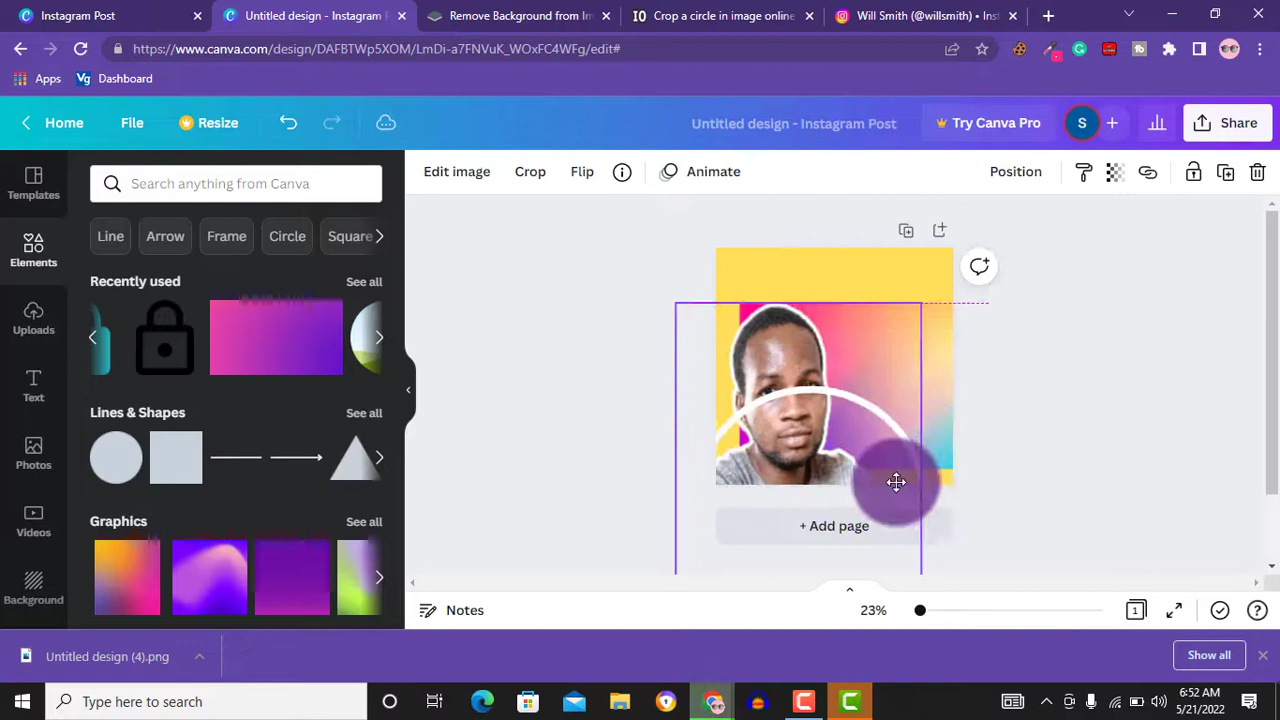 Instagram Post
Untitled design - Instagram P
Remove Background from Im
Crop a circle in image online
Will Smith (@willsmith) • Inst
https://www.canva.com/design/DAFBTWp5XOM/LmDi-a7FNVuK_WOxFC4WFg/edit#
Apps
Vg Dashboard
Home
File
Resize
Untitled design - Instagram Post
Try Canva Pro
S
Share
Templates
Elements
Uploads
Text
Photos
Videos
Background
Search anything from Canva
Line
Arrow
Frame
Circle
Square
Recently used
See all
Lines & Shapes
See all
Graphics
See all
Edit image
Crop
Flip
Animate
Position
+ Add page
Notes
23%
1
Untitled design (4).png
Show all
Type here to search
6:52 AM
5/21/2022